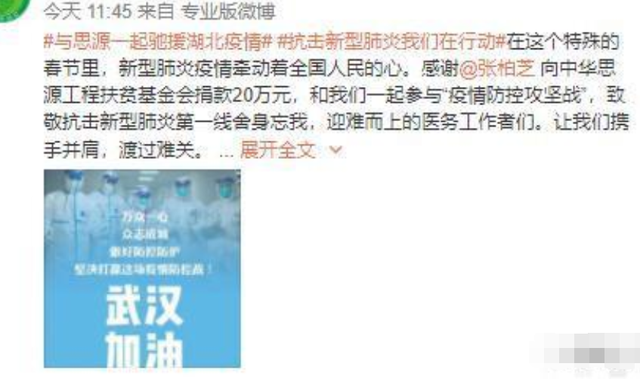 今天 11:45 来自 专业版微博
#与思源一起驰援湖北疫情# #抗击新型肺炎我们在行动#在这个特殊的
春节里，新型肺炎疫情牵动着全国人民的心。感谢@张柏芝 向中华思
源工程扶贫基金会捐款20万元，和我们一起参与“疫情防控攻坚战”，致
敬抗击新型肺炎第一线舍身忘我，迎难而上的医务工作者们。让我们携
手并肩，渡过难关。 ... 展开全文
万众一心
众志成城
做好防控防护
坚决打赢这场疫情防控战！
武汉
加油